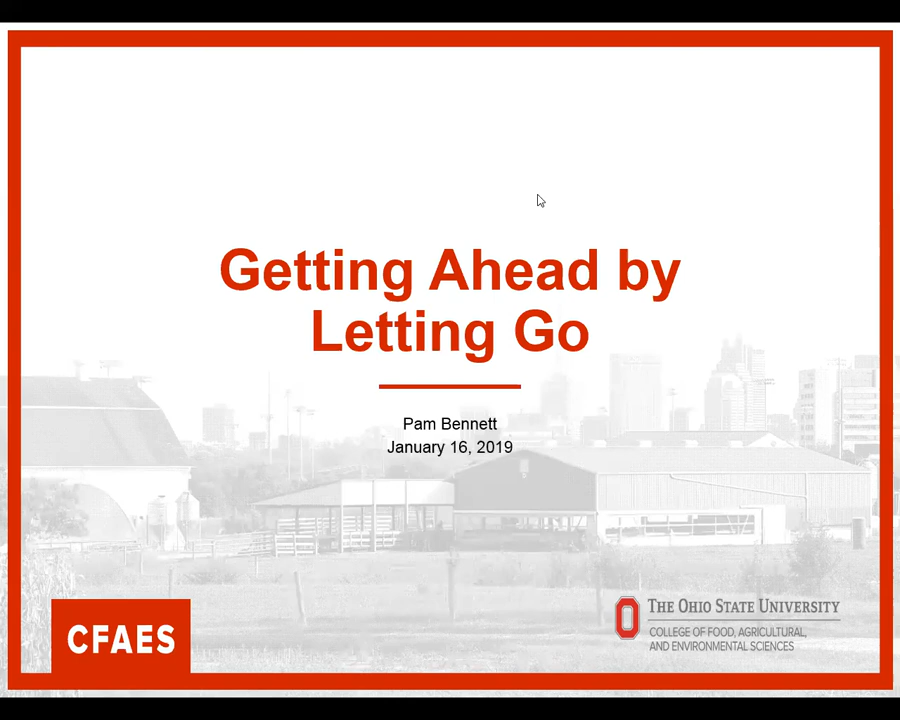 Getting Ahead by
Letting Go
Pam Bennett
January 16, 2019
CFAES
THE OHIO STATE UNIVERSITY
COLLEGE OF FOOD, AGRICULTURAL,
AND ENVIRONMENTAL SCIENCES